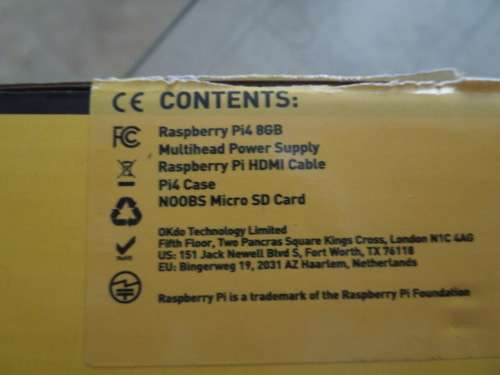 CE CONTENTS:
FC Raspberry Pi4 8GB
Multihead Power Supply
Raspberry Pi HDMI Cable
Pi4 Case
NOOBS Micro SD Card
OKdo Technology Limited
Fifth Floor, Two Pancras Square Kings Cross, London N1C 4AG
US: 151 Jack Newell Blvd S, Fort Worth, TX 76118
EU: Bingerweg 19, 2031 AZ Haarlem, Netherlands
RoHS
Raspberry Pi is a trademark of the Raspberry Pi Foundation